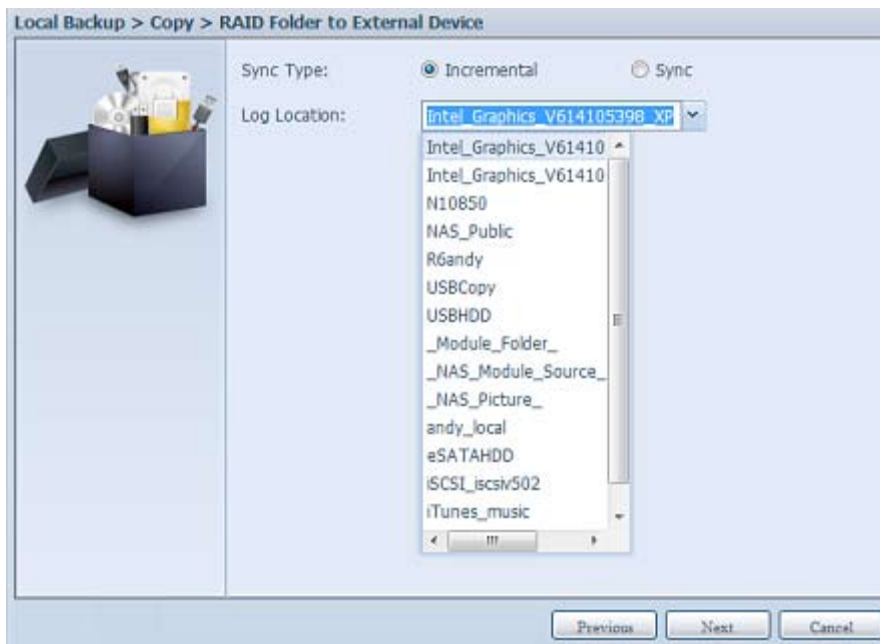 Local Backup > Copy > RAID Folder to External Device
Sync Type: Incremental Sync
Log Location: Intel_Graphics_V614105398_XP
Intel_Graphics_V61410
Intel_Graphics_V61410
N10850
NAS_Public
R6andy
USBCopy
USBHDD
_Module_Folder_
_NAS_Module_Source_
_NAS_Picture_
andy_local
eSATAHDD
iSCSI_iscsiv502
iTunes_music
Previous Next Cancel